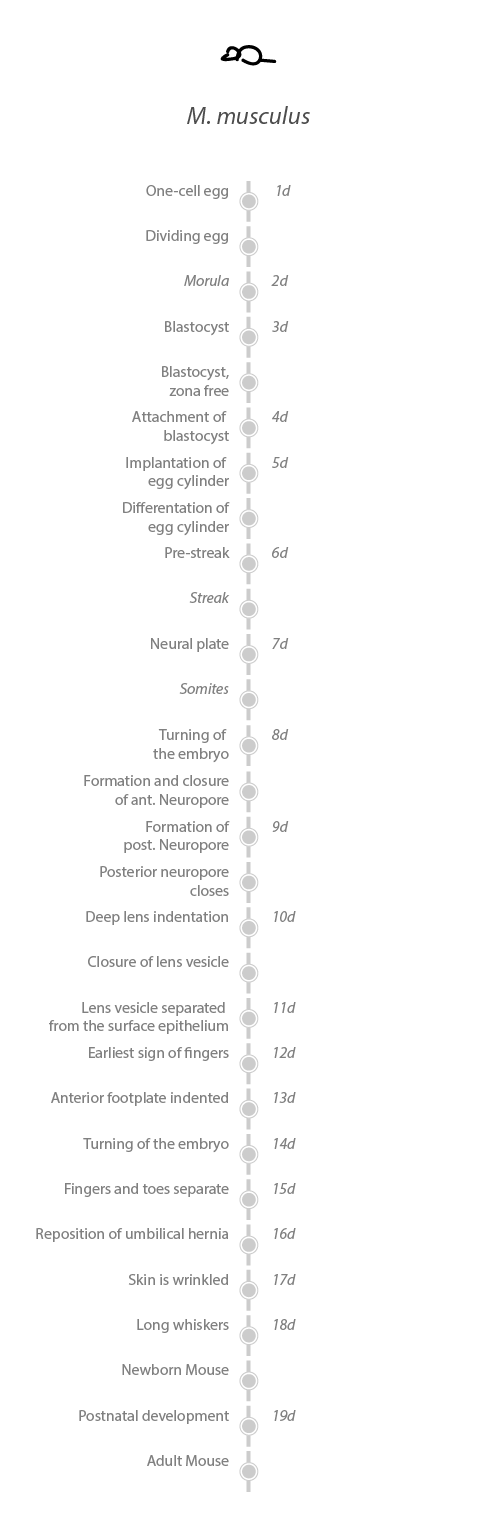 M. musculus
One-cell egg 1d
Dividing egg
Morula 2d
Blastocyst 3d
Blastocyst,
zona free
Attachment of 4d
blastocyst
Implantation of 5d
egg cylinder
Differentation of
egg cylinder
Pre-streak 6d
Streak
Neural plate 7d
Somites
Turning of 8d
the embryo
Formation and closure
of ant. Neuropore
Formation of 9d
post. Neuropore
Posterior neuropore
closes
Deep lens indentation 10d
Closure of lens vesicle
Lens vesicle separated 11d
from the surface epithelium
Earliest sign of fingers 12d
Anterior footplate indented 13d
Turning of the embryo 14d
Fingers and toes separate 15d
Reposition of umbilical hernia 16d
Skin is wrinkled 17d
Long whiskers 18d
Newborn Mouse
Postnatal development 19d
Adult Mouse